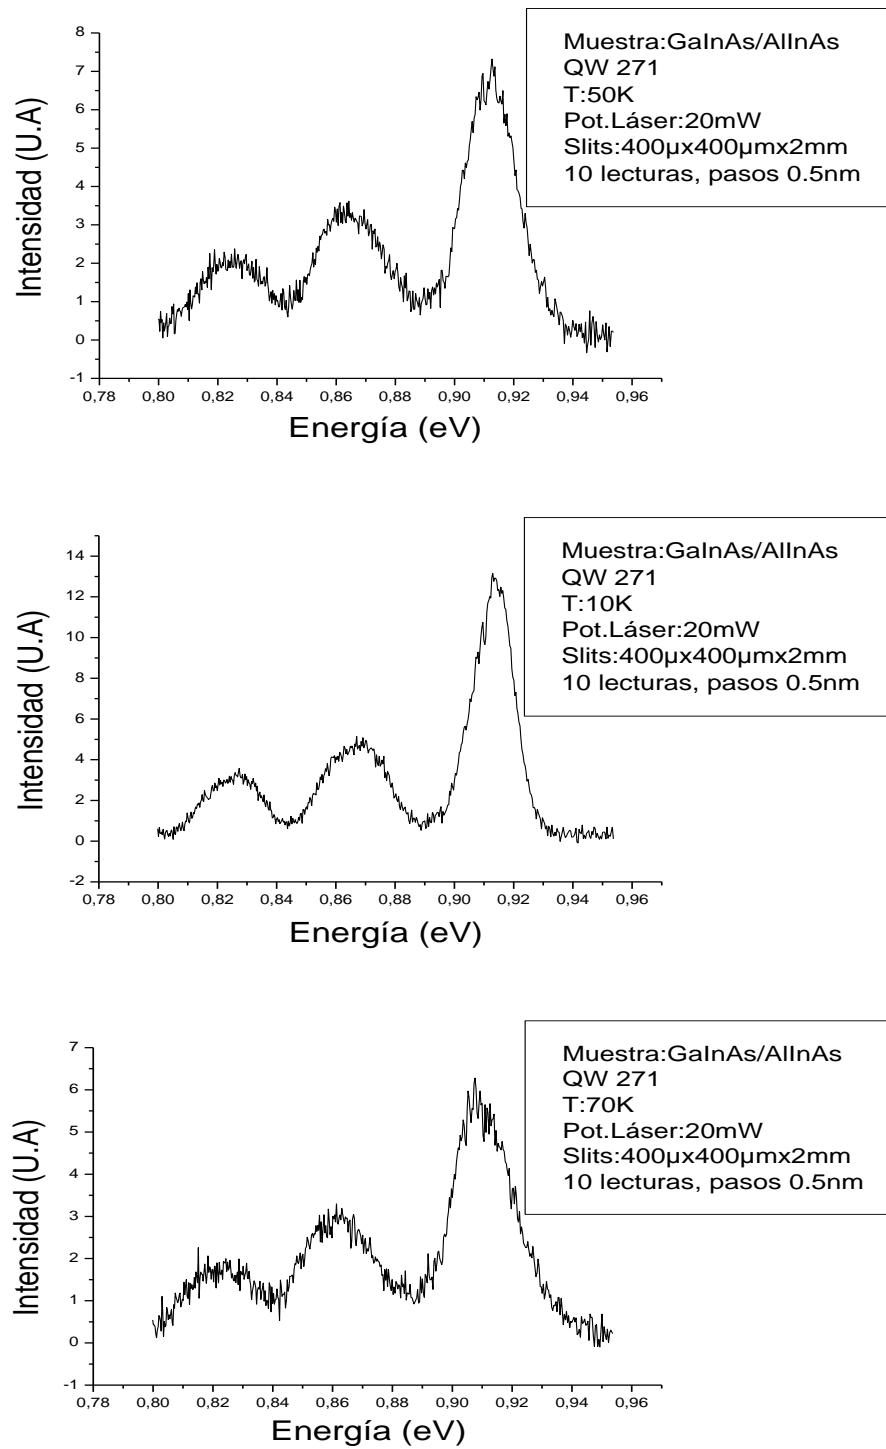 8
7
6
5
4
3
2
1
0
-1
0,78 0,80 0,82 0,84 0,86 0,88 0,90 0,92 0,94 0,96
Intensidad (U.A)
Energía (eV)
Muestra:GaInAs/AlInAs
QW 271
T:50K
Pot.Láser:20mW
Slits:400µx400µmx2mm
10 lecturas, pasos 0.5nm
14
12
10
8
6
4
2
0
-2
0,78 0,80 0,82 0,84 0,86 0,88 0,90 0,92 0,94 0,96
Intensidad (U.A)
Energía (eV)
Muestra:GaInAs/AlInAs
QW 271
T:10K
Pot.Láser:20mW
Slits:400µx400µmx2mm
10 lecturas, pasos 0.5nm
7
6
5
4
3
2
1
0
-1
0,78 0,80 0,82 0,84 0,86 0,88 0,90 0,92 0,94 0,96
Intensidad (U.A)
Energía (eV)
Muestra:GaInAs/AlInAs
QW 271
T:70K
Pot.Láser:20mW
Slits:400µx400µmx2mm
10 lecturas, pasos 0.5nm